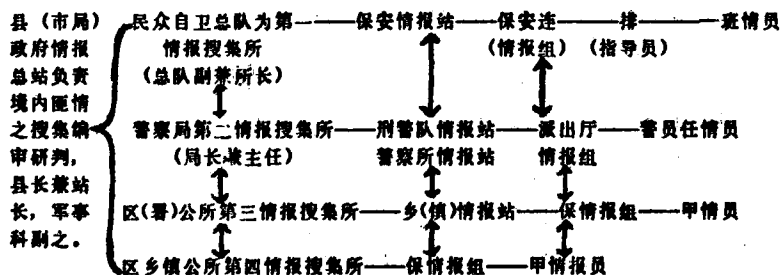 县（市局）
政府情报
总站负责
境内匪情
之搜集编
审研判，
县长兼站
长，军事
科副之。
民众自卫总队为第一——保安情报站——保安连——排——班情员
情报搜集所
（情报组）
（指导员）
（总队副兼所长）
警察局第二情报搜集所——刑警队情报站——派出厅——警员任情员
（局长兼主任）
警察所情报站
情报组
区（署）公所第三情报搜集所——乡（镇）情报站——保情报组——甲情员
区乡镇公所第四情报搜集所——保情报组——甲情报员